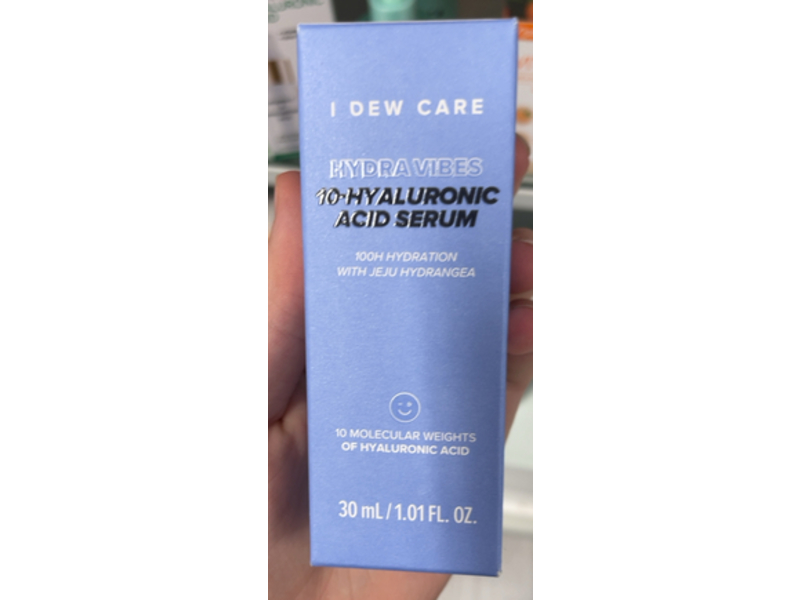 I DEW CARE
HYDRA VIBES
10-HYALURONIC
ACID SERUM
100H HYDRATION
WITH JEJU HYDRANGEA
10 MOLECULAR WEIGHTS
OF HYALURONIC ACID
30 mL / 1.01 FL. OZ.